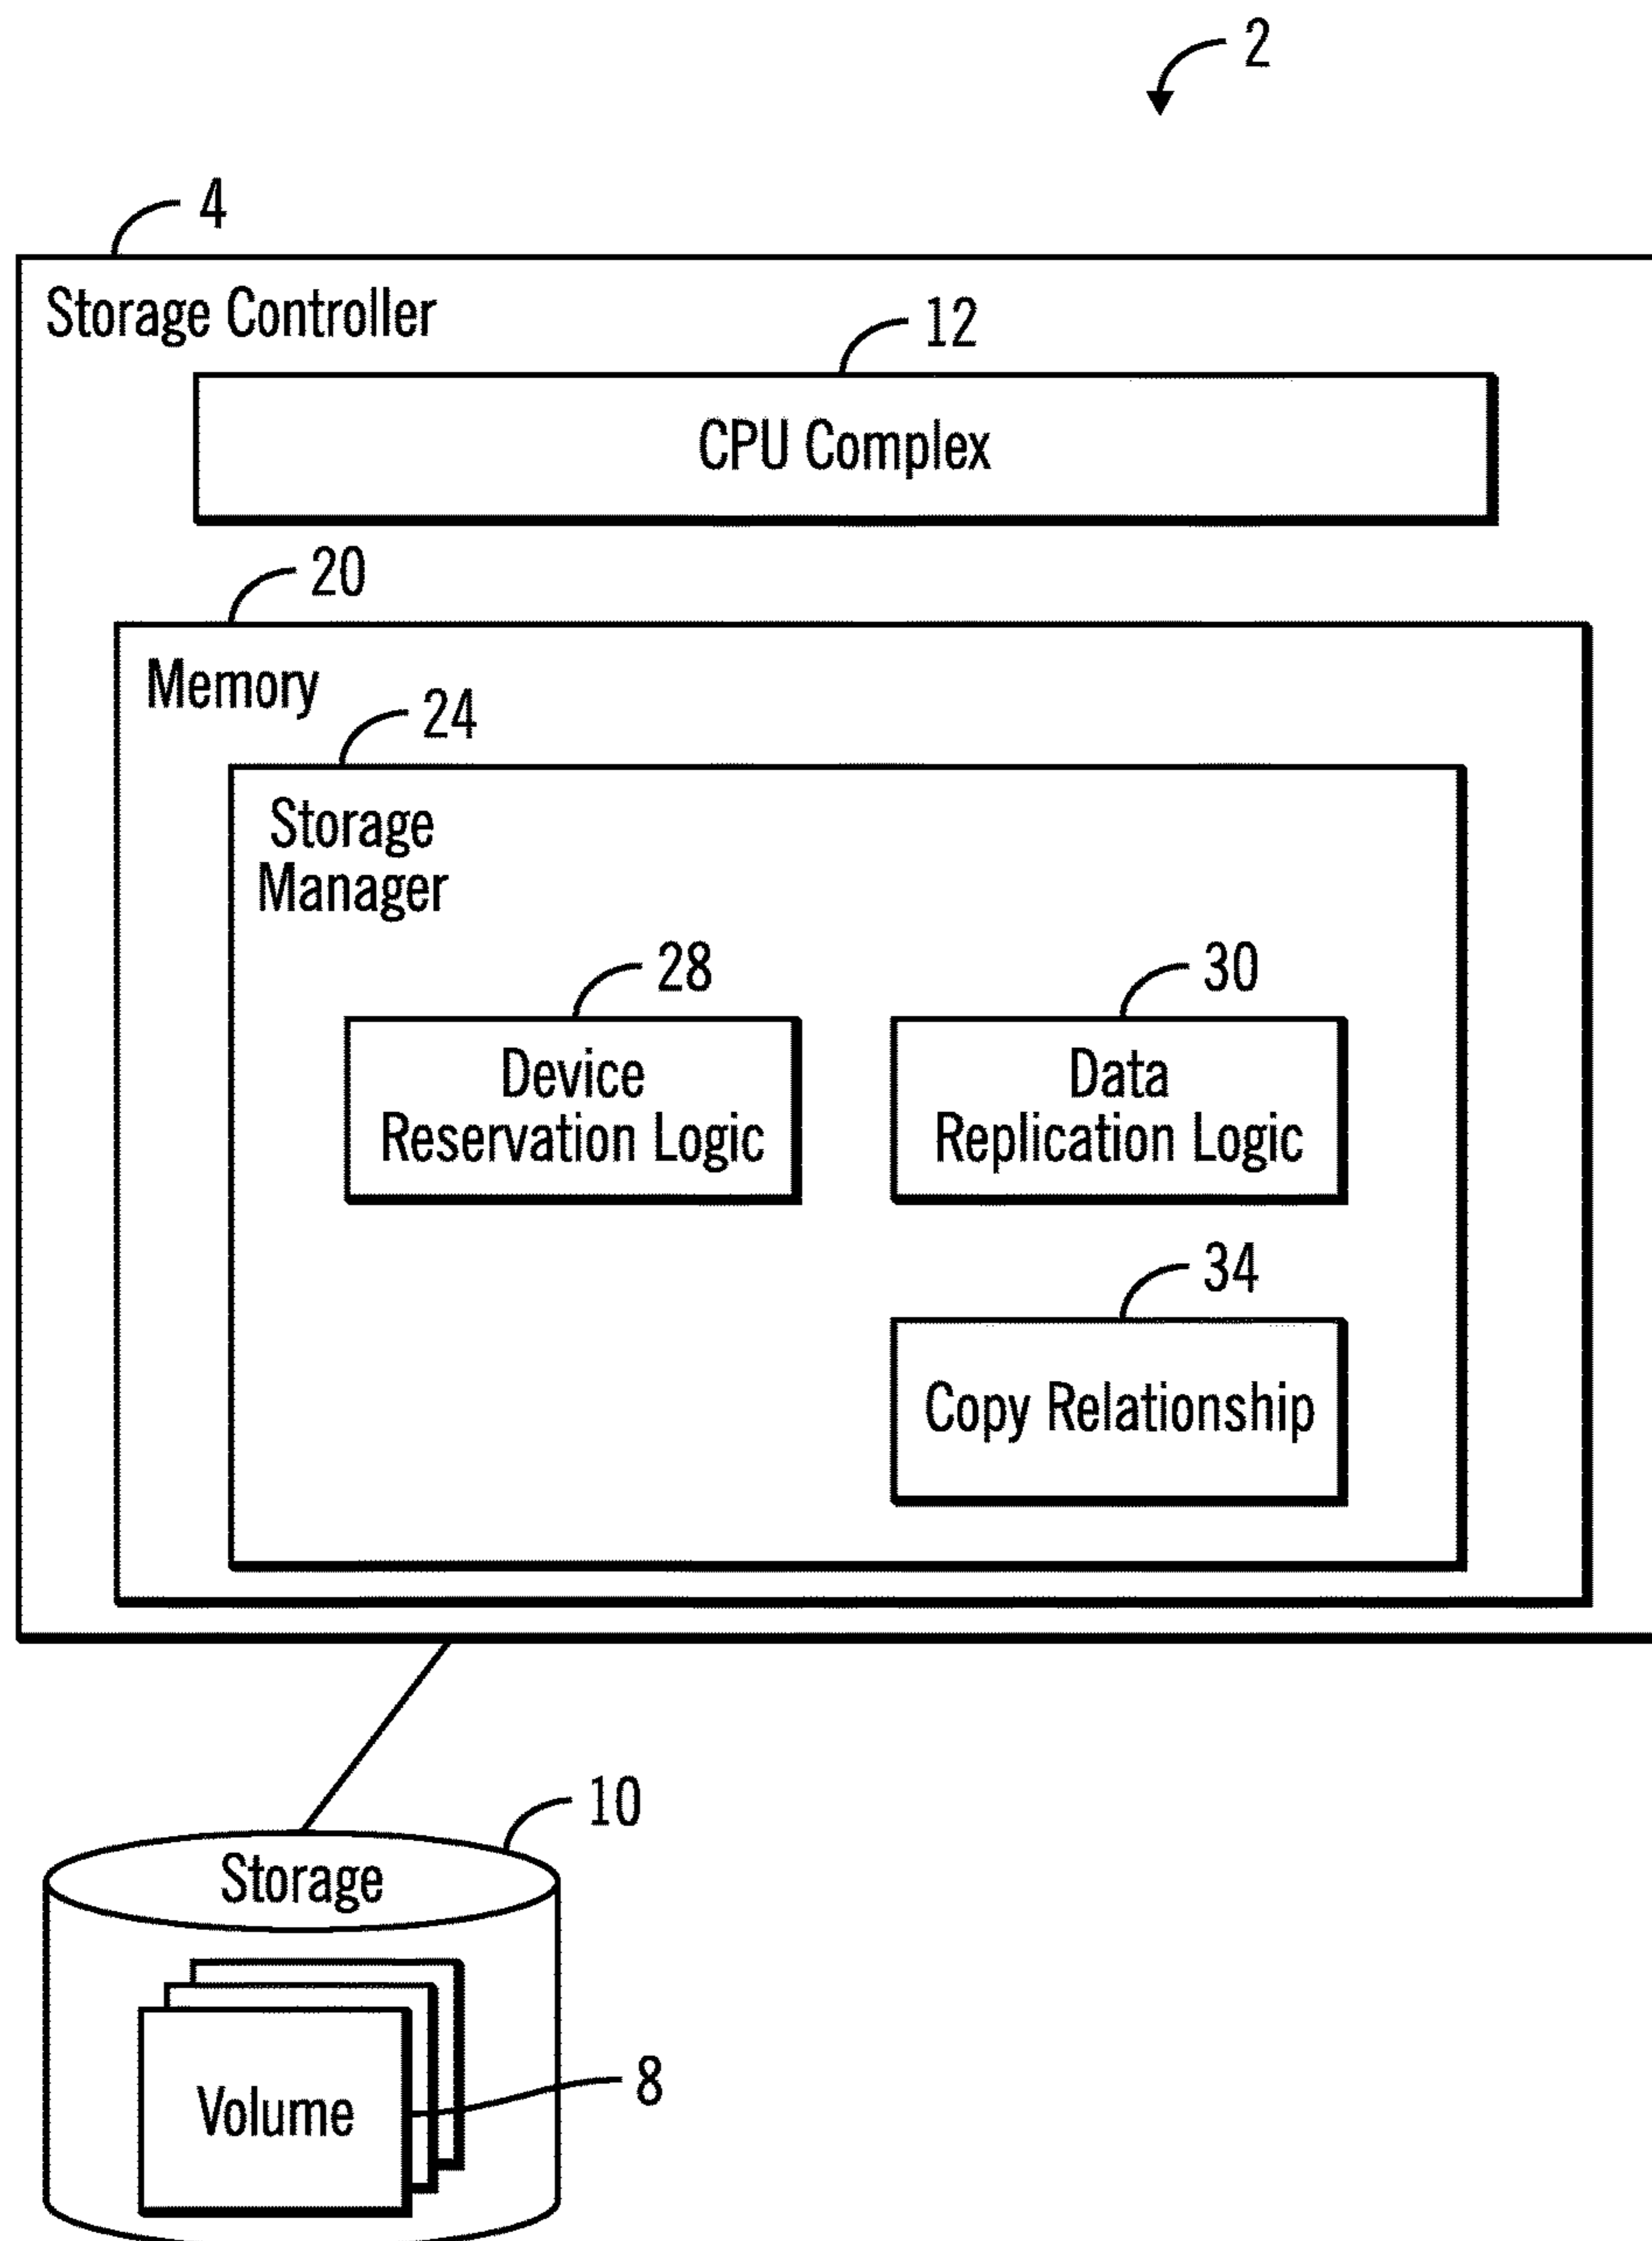 2
4
Storage Controller
12
CPU Complex
20
Memory
24
Storage
Manager
28
30
Device
Reservation Logic
Data
Replication Logic
34
Copy Relationship
10
Storage
Volume
8